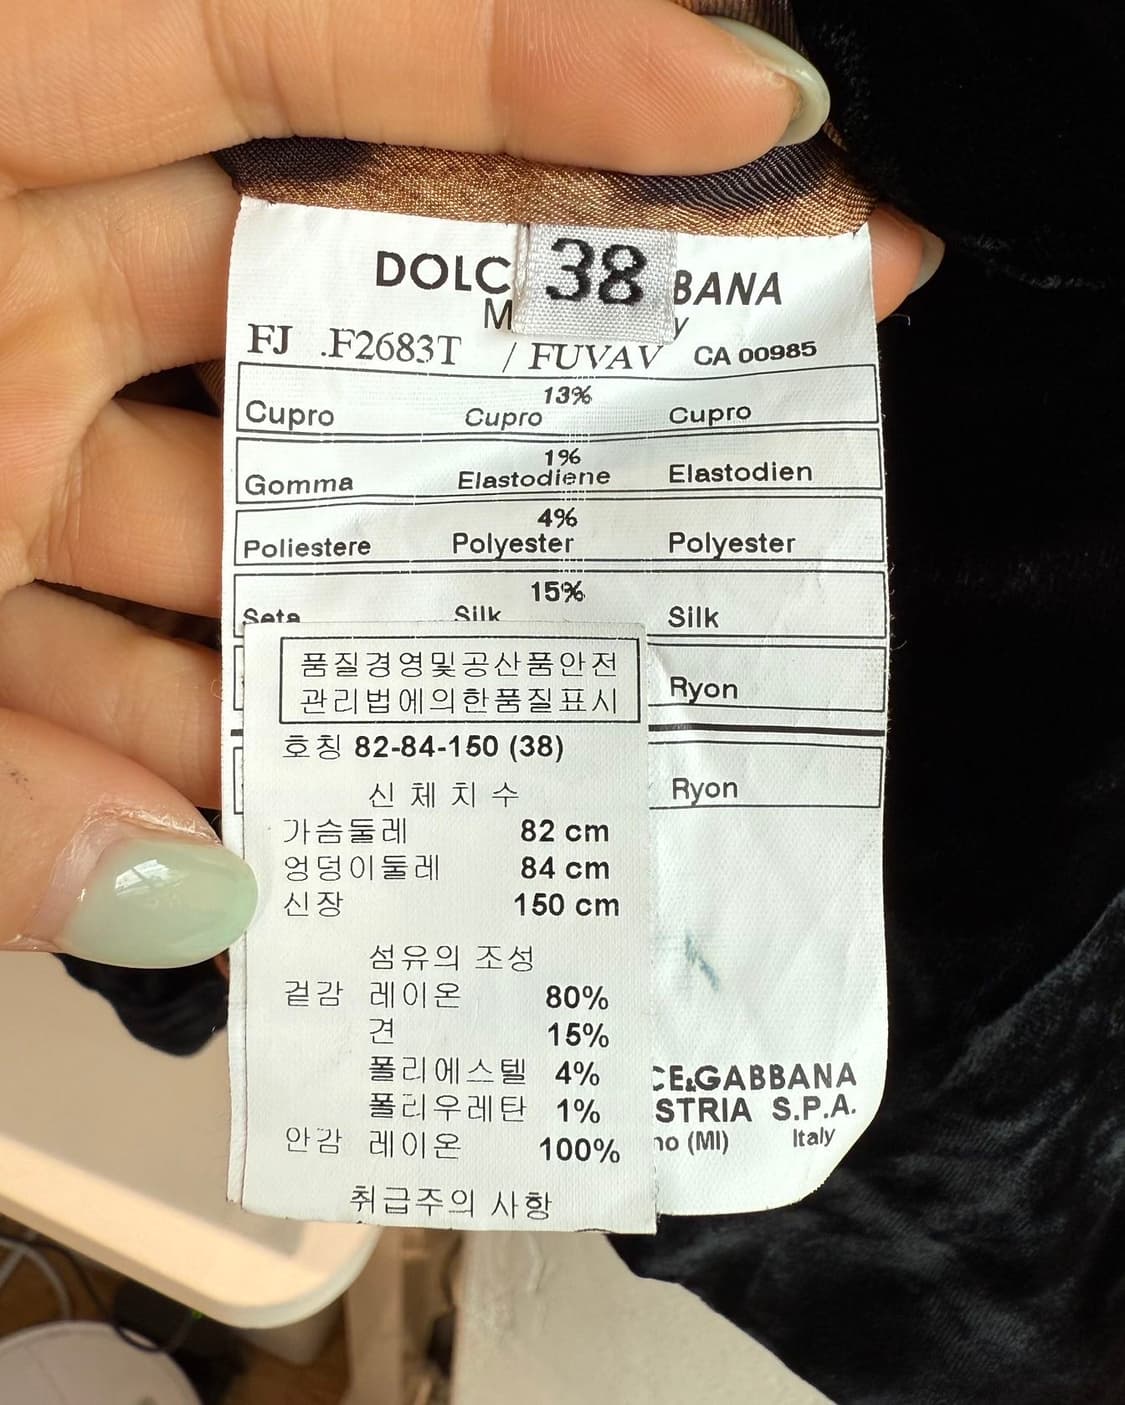 DOLC 38 BBANA
M y
FJ .F2683T / FUVAV CA 00985
13%
Cupro Cupro Cupro
1%
Gomma Elastodiene Elastodien
4%
Poliestere Polyester Polyester
15%
Seta Silk Silk
Ryon
Ryon
품질경영및공산품안전
관리법에의한품질표시
호칭 82-84-150 (38)
신체치수
가슴둘레 82 cm
엉덩이둘레 84 cm
신장 150 cm
섬유의 조성
겉감 레이온 80%
견 15%
폴리에스텔 4%
폴리우레탄 1%
안감 레이온 100%
취급주의 사항
CE&GABBANA
STRIA S.P.A.
no (MI) Italy